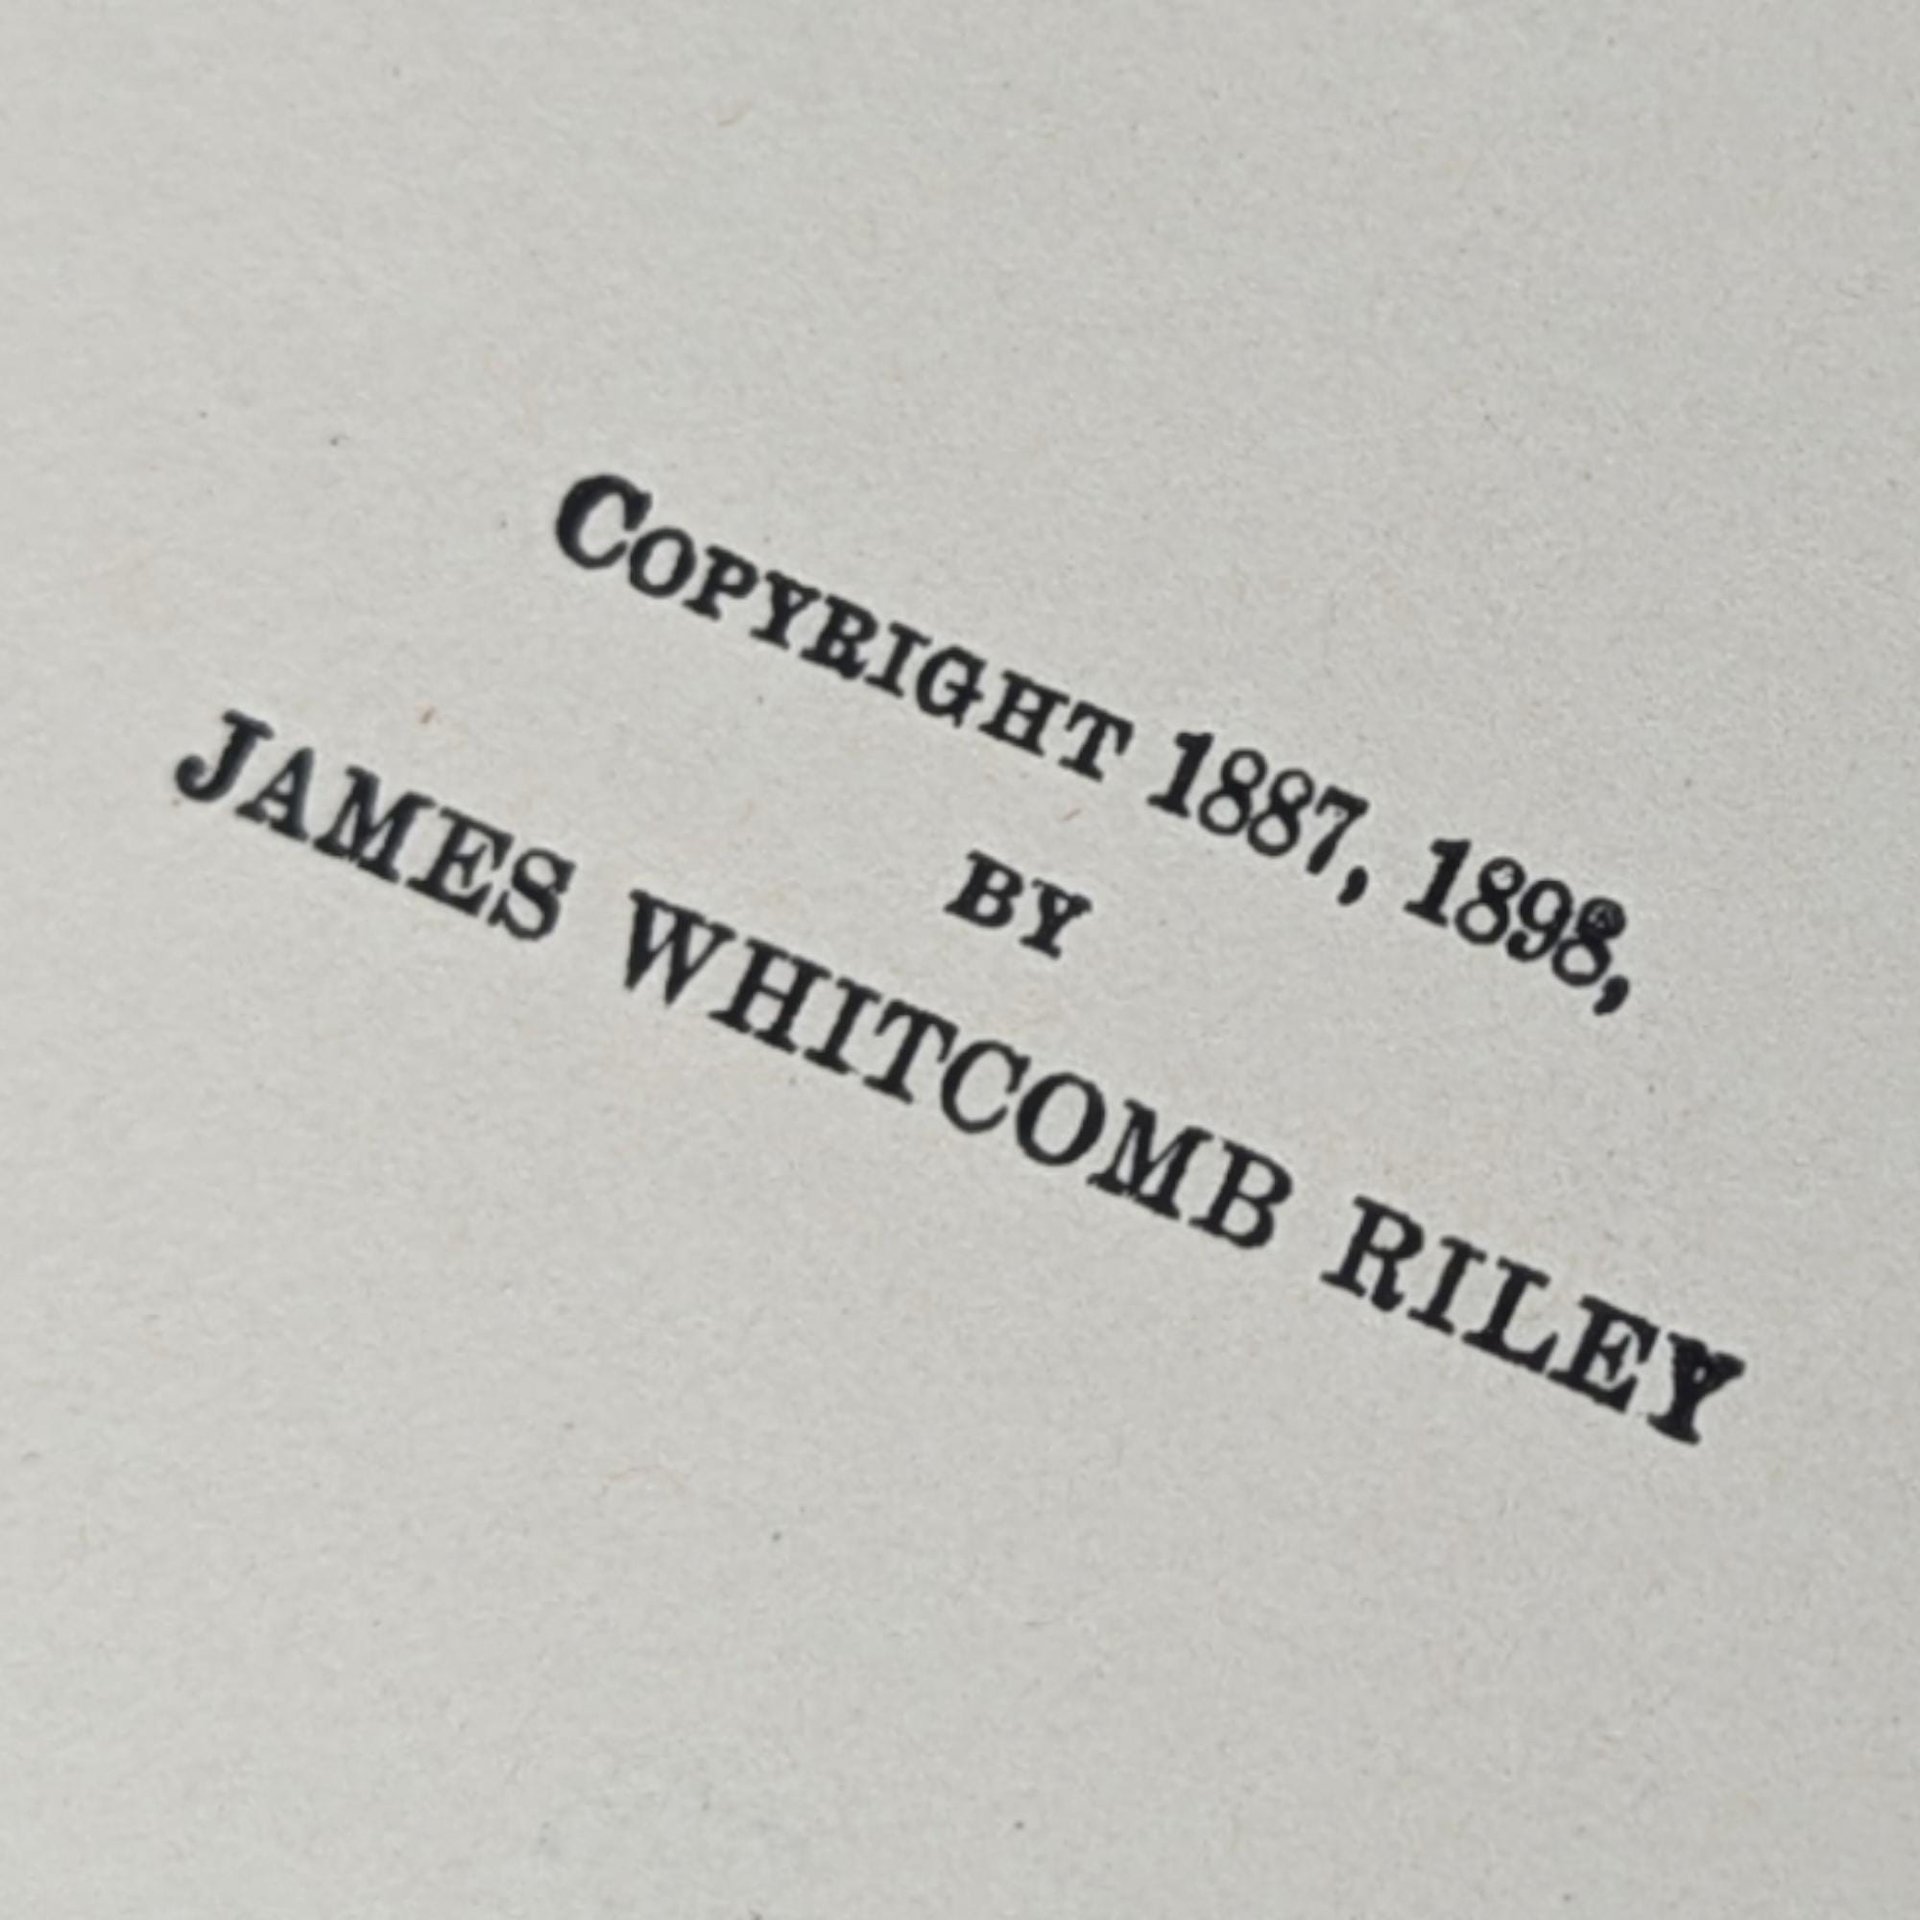 COPYRIGHT 1887, 1898,
BY
JAMES WHITCOMB RILEY